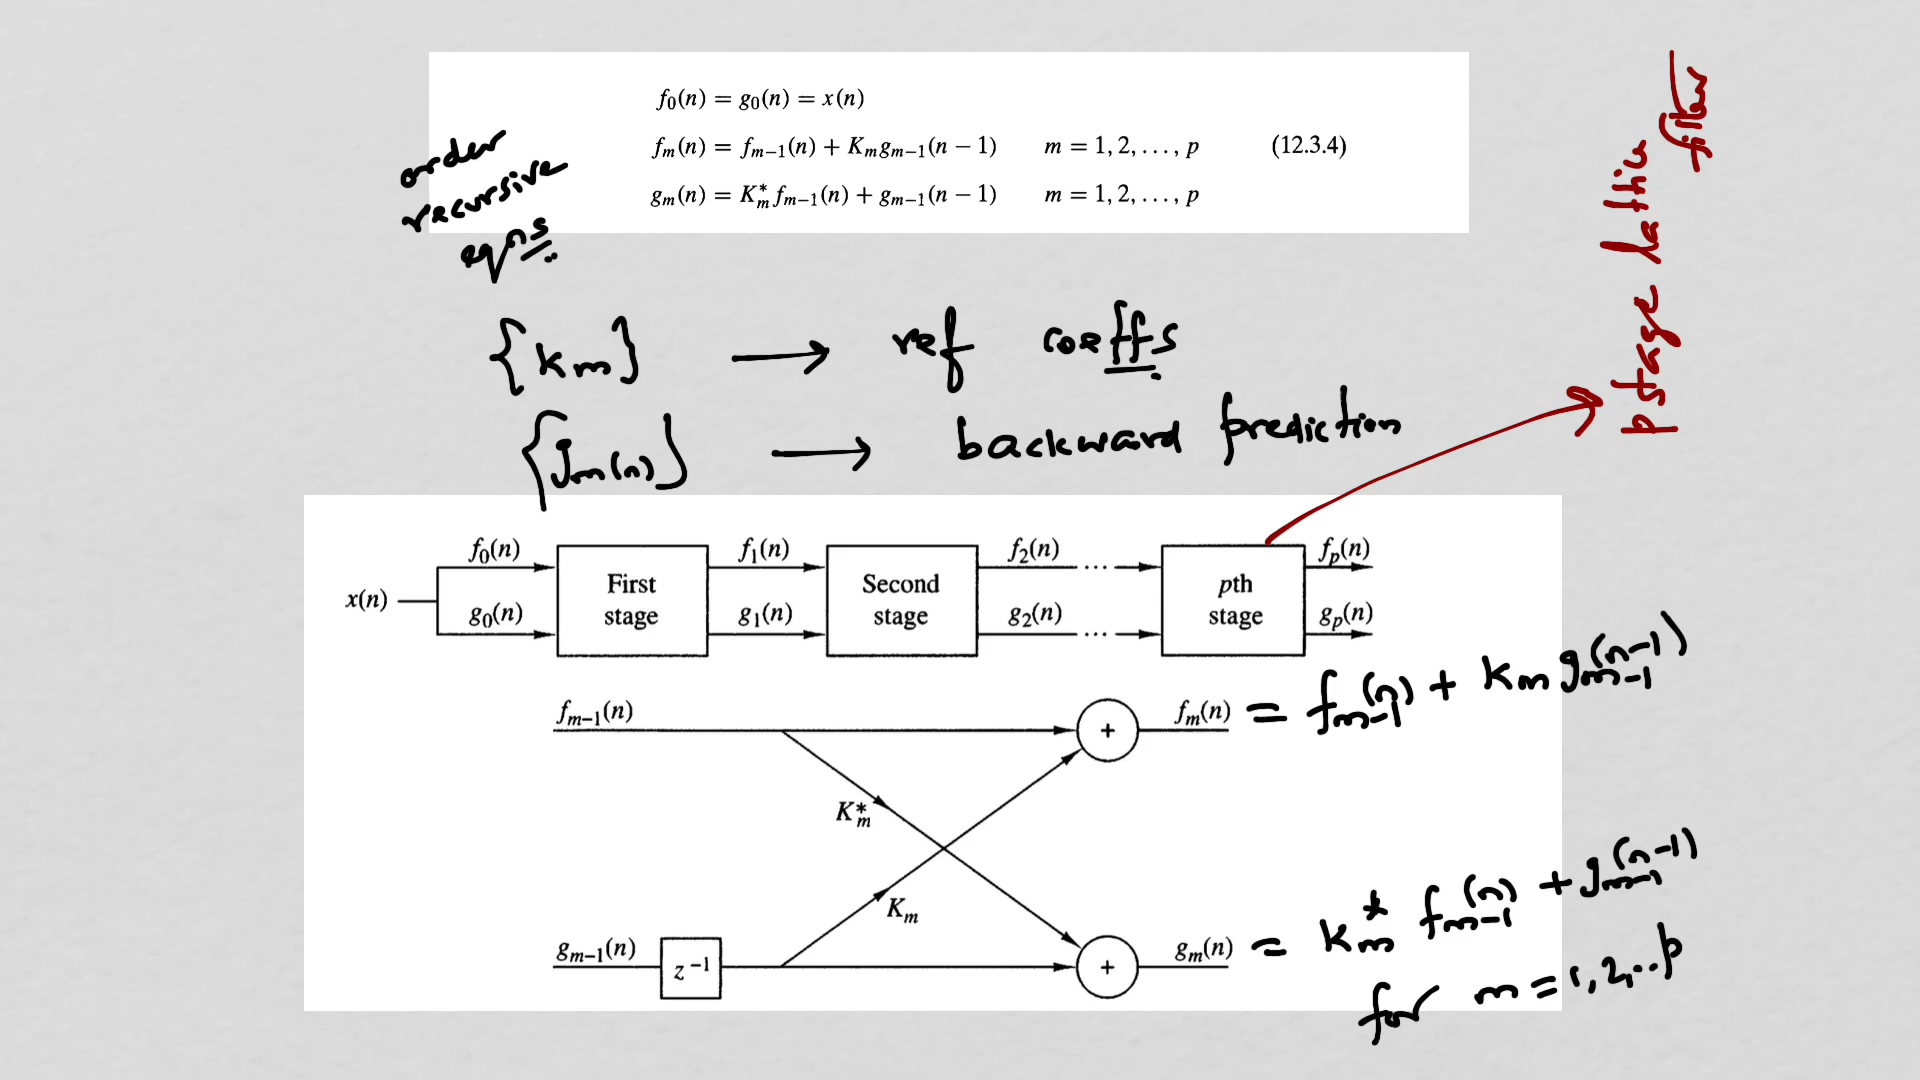 f₀(n) = g₀(n) = x(n)
fₘ(n) = fₘ₋₁(n) + Kₘgₘ₋₁(n − 1) m = 1, 2, . . . , p (12.3.4)
gₘ(n) = K*ₘfₘ₋₁(n) + gₘ₋₁(n − 1) m = 1, 2, . . . , p
order
recursive
eqns
{kₘ} → ref coeffs
{gₘ(n)} → backward prediction
p stage lattice
filter
x(n)
f₀(n)
g₀(n)
First
stage
f₁(n)
g₁(n)
Second
stage
f₂(n)
g₂(n)
...
...
pth
stage
fₚ(n)
gₚ(n)
fₘ₋₁(n)
+
fₘ(n) = fₘ₋₁(n) + kₘ gₘ₋₁(n-1)
K*ₘ
Kₘ
gₘ₋₁(n)
z⁻¹
+
gₘ(n) = k*ₘ fₘ₋₁(n) + gₘ₋₁(n-1)
for m = 1, 2, .. p